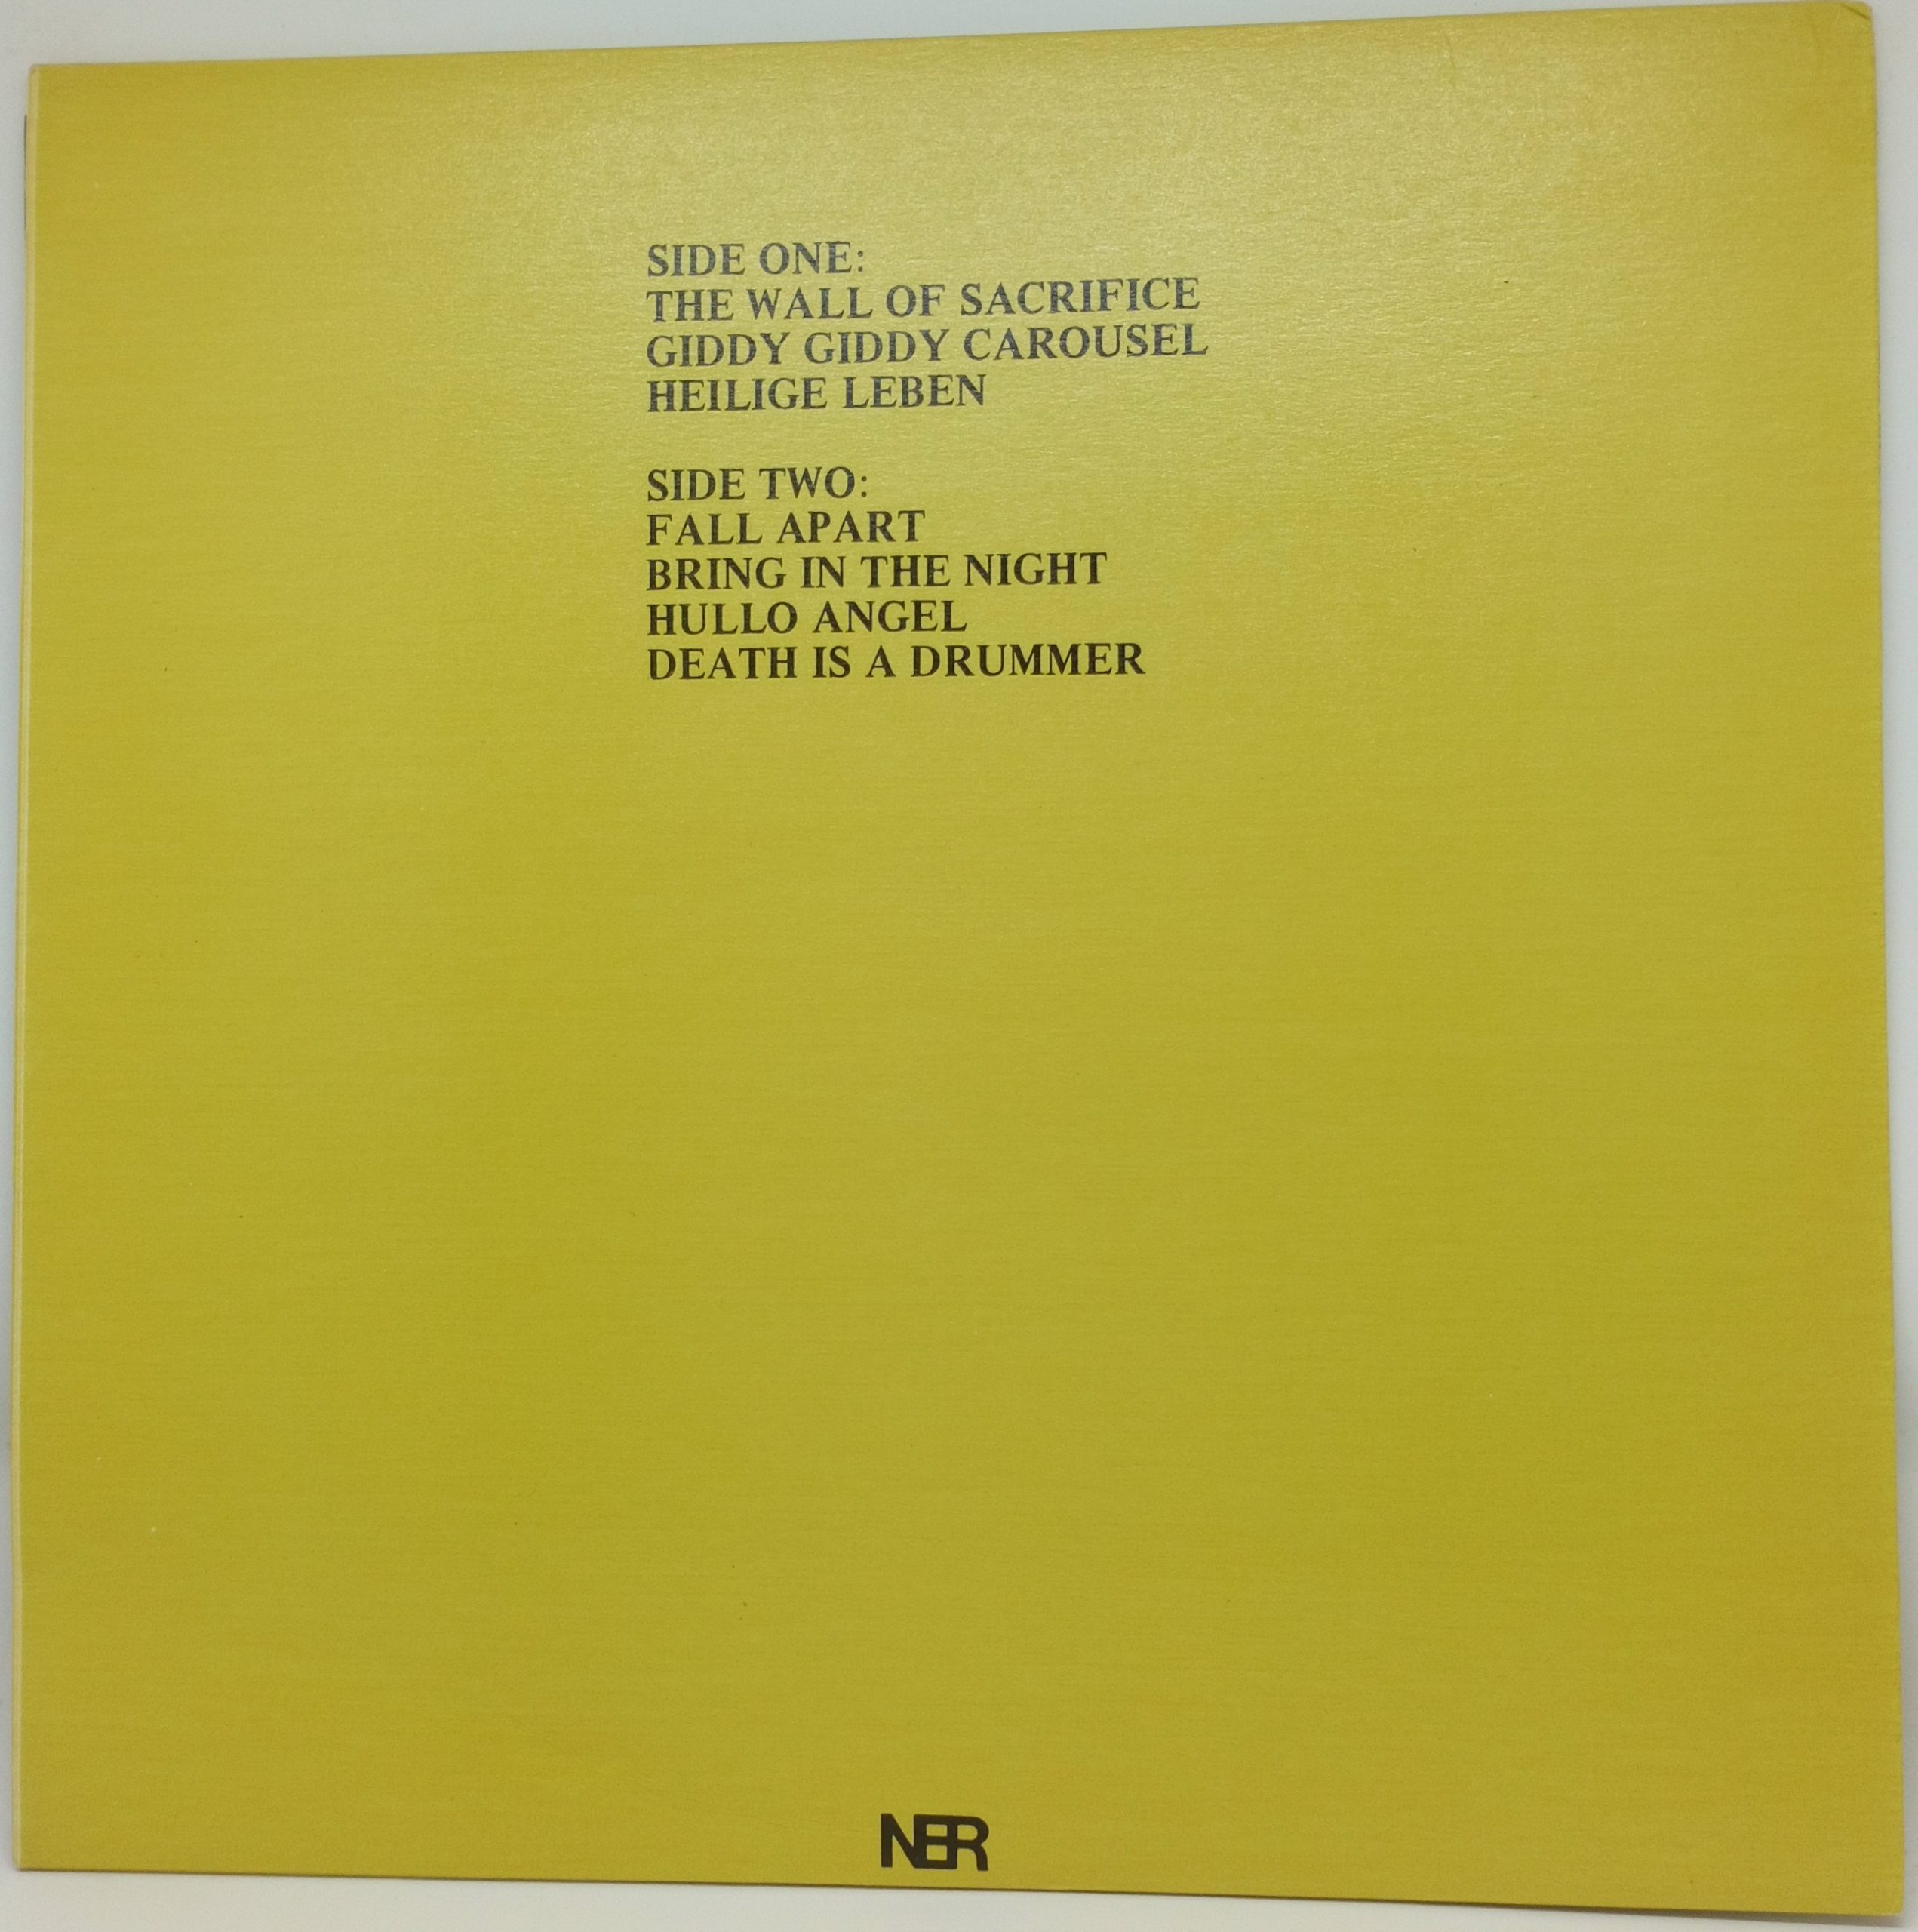 SIDE ONE:
THE WALL OF SACRIFICE
GIDDY GIDDY CAROUSEL
HEILIGE LEBEN
SIDE TWO:
FALL APART
BRING IN THE NIGHT
HULLO ANGEL
DEATH IS A DRUMMER
NER